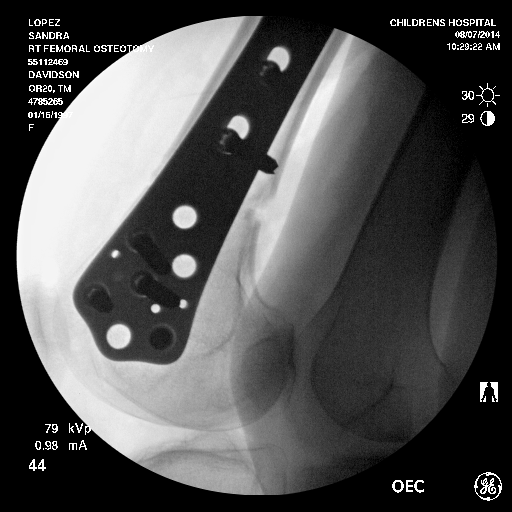 LOPEZ
SANDRA
RT FEMORAL OSTEOTOMY
55112469
DAVIDSON
OR20, TM
4785265
F
CHILDRENS HOSPITAL
08/07/2014
10:29:22 AM
30
29
79 kVp
0.98 mA
44
OEC
GE